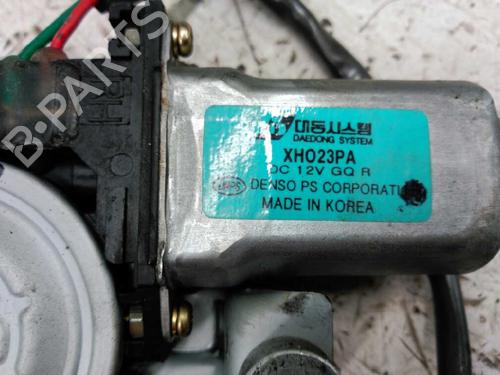 대동시스템
DAEDONG SYSTEM
XHO23PA
DC 12V GQ R
DENSO PS CORPORATI
MADE IN KOREA
B-PARTS